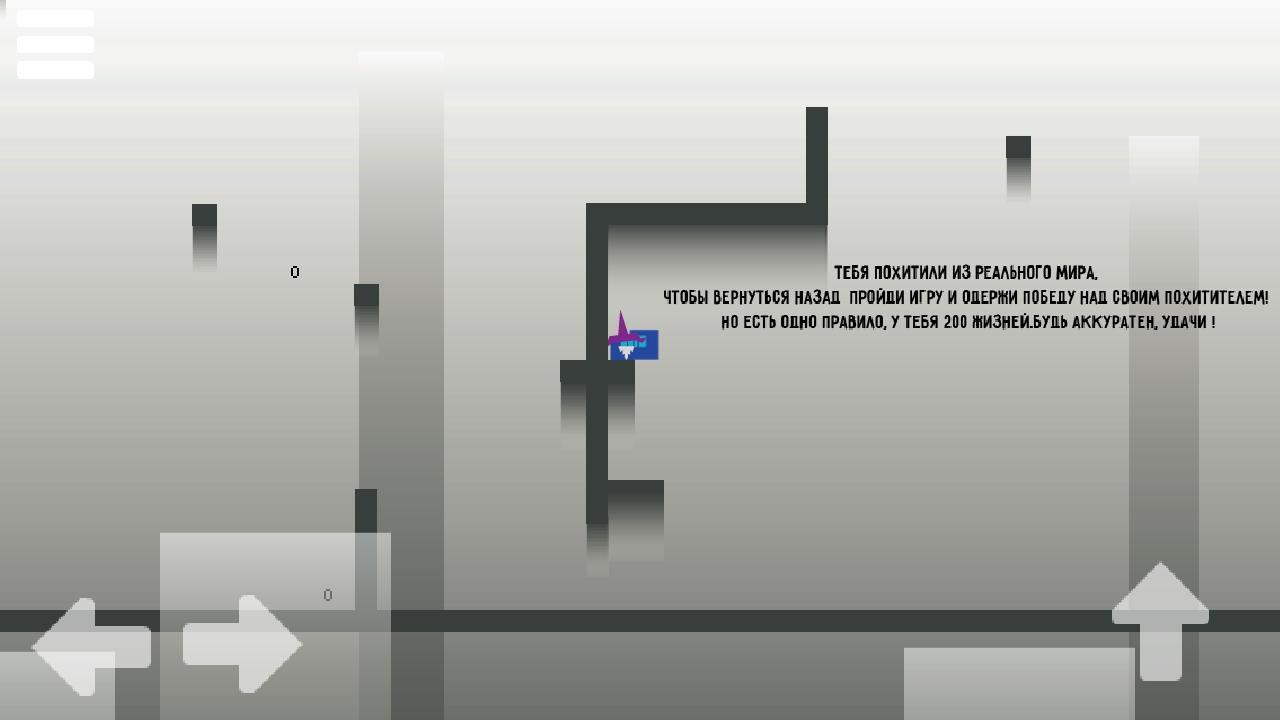 0
ТЕБЯ ПОХИТИЛИ ИЗ РЕАЛЬНОГО МИРА,
ЧТОБЫ ВЕРНУТЬСЯ НАЗАД ПРОЙДИ ИГРУ И ОДЕРЖИ ПОБЕДУ НАД СВОИМ ПОХИТИТЕЛЕМ!
НО ЕСТЬ ОДНО ПРАВИЛО, У ТЕБЯ 200 ЖИЗНЕЙ.БУДЬ АККУРАТЕН, УДАЧИ !
0